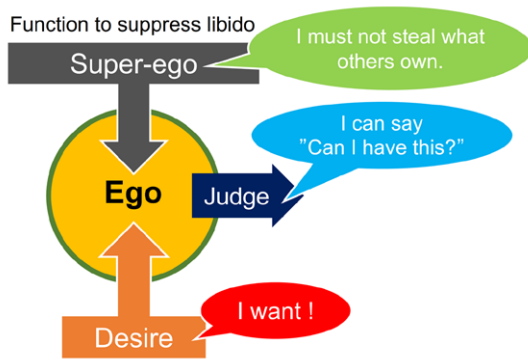 Function to suppress libido
Super-ego
I must not steal what
others own.
I can say
”Can I have this?”
Ego
Judge
I want !
Desire